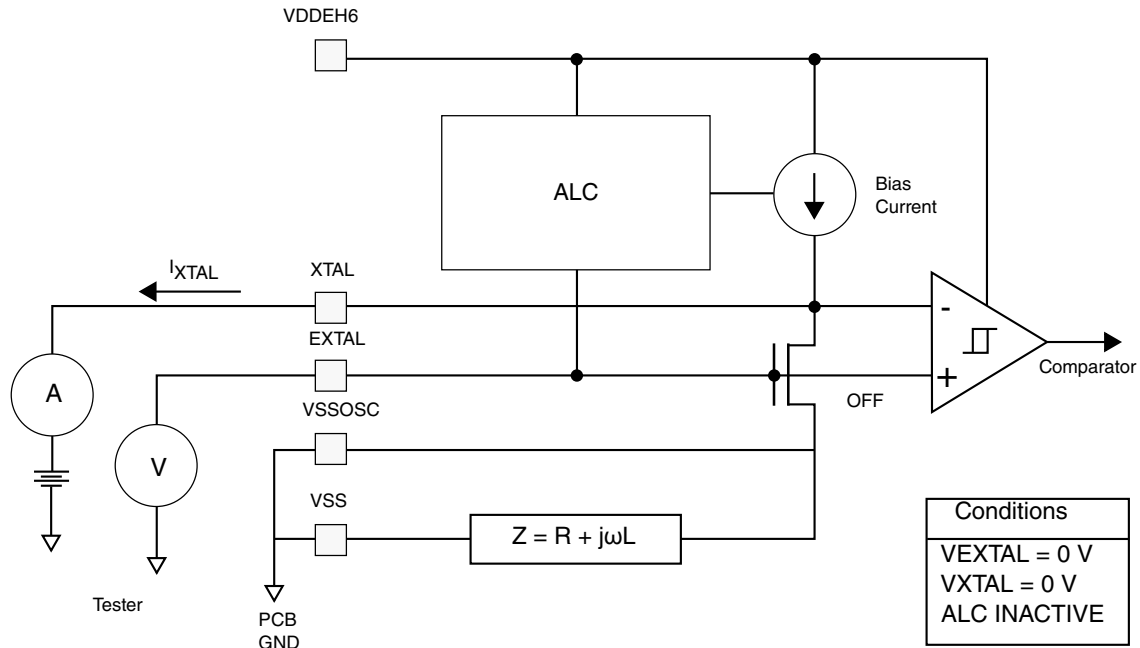 VDDEH6
ALC
Bias
Current
IXTAL
XTAL
EXTAL
-
+
Comparator
A
VSSOSC
OFF
V
VSS
Z = R + jωL
Conditions
VEXTAL = 0 V
VXTAL = 0 V
ALC INACTIVE
Tester
PCB
GND